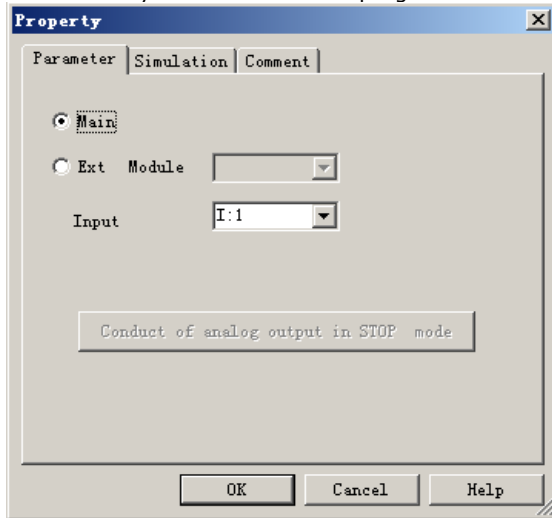 Property
Parameter Simulation Comment
Main
Ext Module
Input I:1
Conduct of analog output in STOP mode
OK Cancel Help